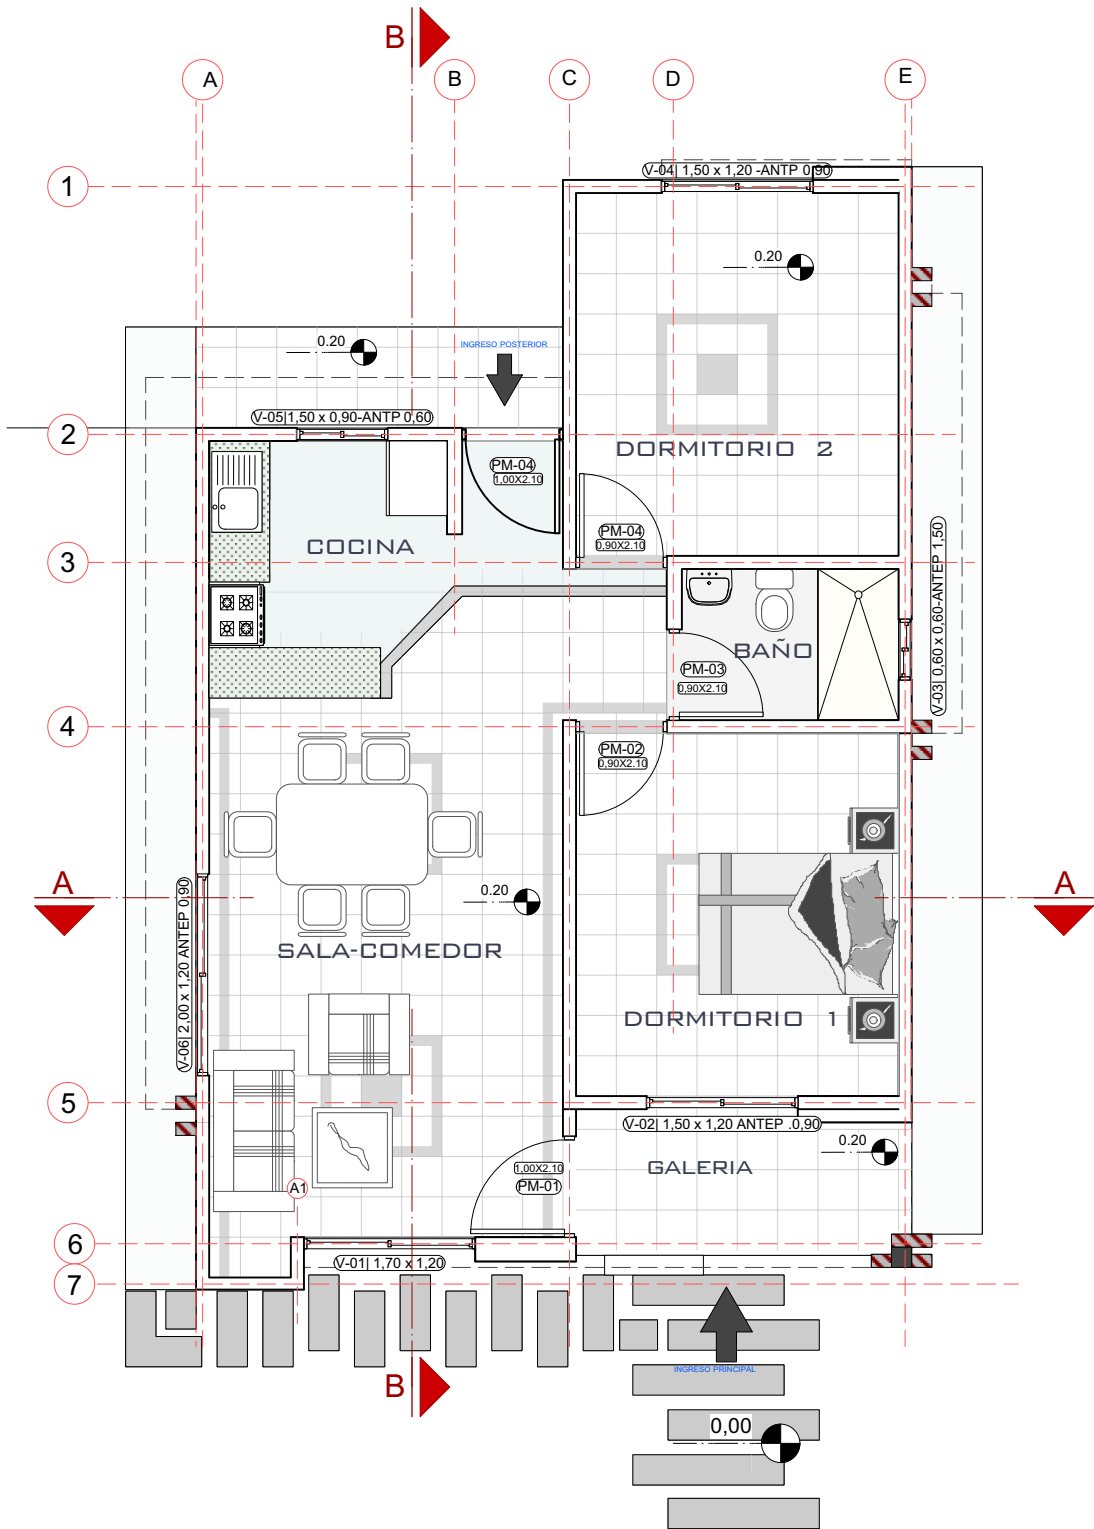 B
A
B
C
D
E
1
V-04| 1,50 x 1,20 -ANTP 0,90
0.20
0.20
INGRESO POSTERIOR
V-05|1,50 x 0,90-ANTP 0,60
2
DORMITORIO 2
PM-04
1,00X2.10
PM-04
0,90X2.10
COCINA
3
V-03| 0,60 x 0,60-ANTEP 1,50
BAÑO
PM-03
0,90X2.10
4
PM-02
0,90X2.10
A
A
V-06|2,00 x 1,20 ANTEP 0,90
0.20
SALA-COMEDOR
DORMITORIO 1
5
V-02| 1,50 x 1,20 ANTEP .0,90
0.20
GALERIA
1,00X2.10
PM-01
A1
6
V-01| 1,70 x 1,20
7
INGRESO PRINCIPAL
B
0,00